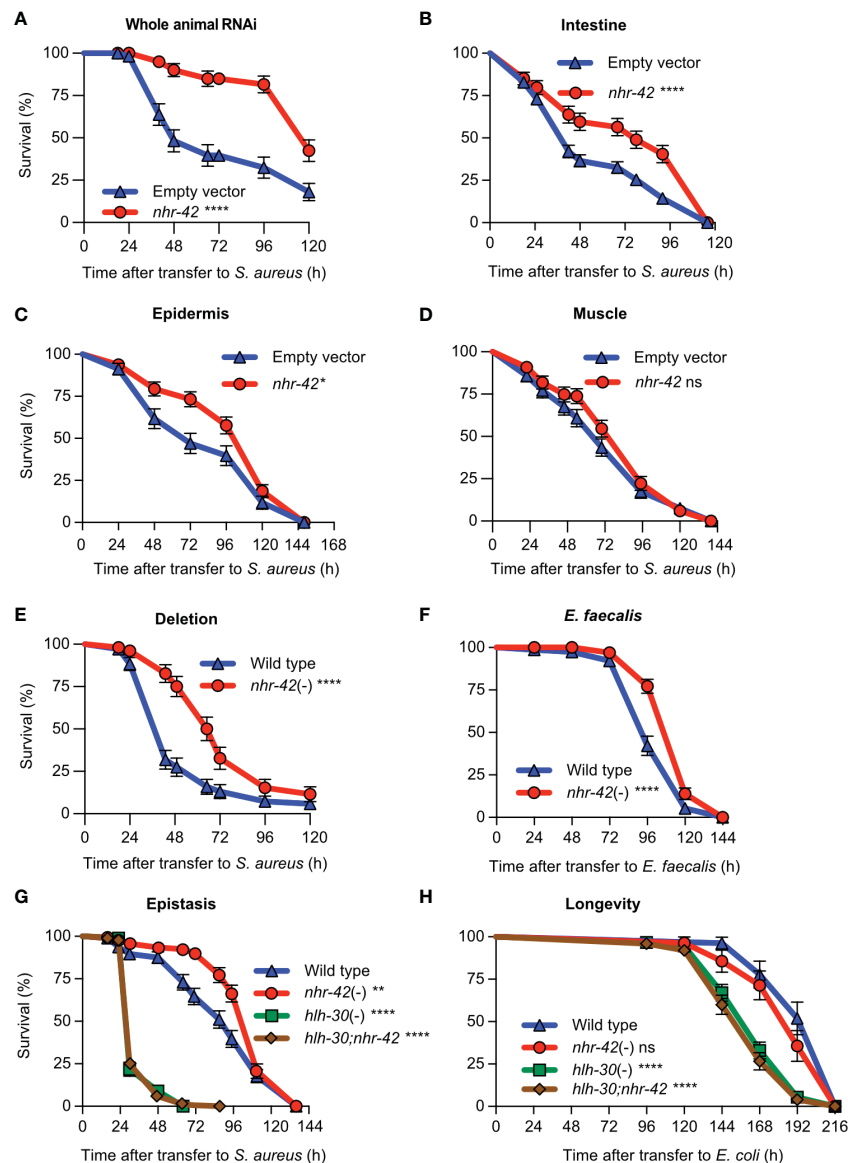 A
Whole animal RNAi
100
75
50
25
0
Survival (%)
Empty vector
nhr-42 ****
0 24 48 72 96 120
Time after transfer to S. aureus (h)
B
Intestine
100
75
50
25
0
Empty vector
nhr-42 ****
0 24 48 72 96 120
Time after transfer to S. aureus (h)
C
Epidermis
100
75
50
25
0
Survival (%)
Empty vector
nhr-42*
0 24 48 72 96 120 144 168
Time after transfer to S. aureus (h)
D
Muscle
100
75
50
25
0
Empty vector
nhr-42 ns
0 24 48 72 96 120 144
Time after transfer to S. aureus (h)
E
Deletion
100
75
50
25
0
Survival (%)
Wild type
nhr-42(-) ****
0 24 48 72 96 120
Time after transfer to S. aureus (h)
F
E. faecalis
100
75
50
25
0
Wild type
nhr-42(-) ****
0 24 48 72 96 120 144
Time after transfer to E. faecalis (h)
G
Epistasis
100
75
50
25
0
Survival (%)
Wild type
nhr-42(-) **
hlh-30(-) ****
hlh-30;nhr-42 ****
0 24 48 72 96 120 144
Time after transfer to S. aureus (h)
H
Longevity
100
75
50
25
0
Wild type
nhr-42(-) ns
hlh-30(-) ****
hlh-30;nhr-42 ****
0 24 48 72 96 120 144 168 192 216
Time after transfer to E. coli (h)